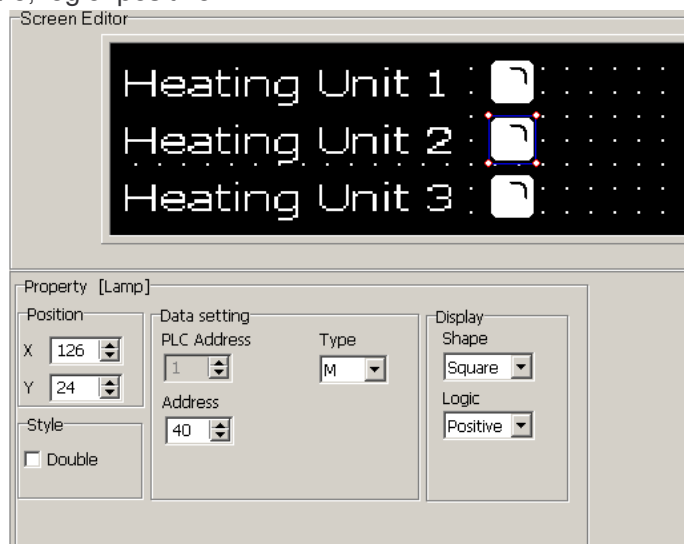 Screen Editor
Heating Unit 1
Heating Unit 2
Heating Unit 3
Property [Lamp]
Position
X 126
Y 24
Style
Double
Data setting
PLC Address
1
Type
M
Address
40
Display
Shape
Square
Logic
Positive